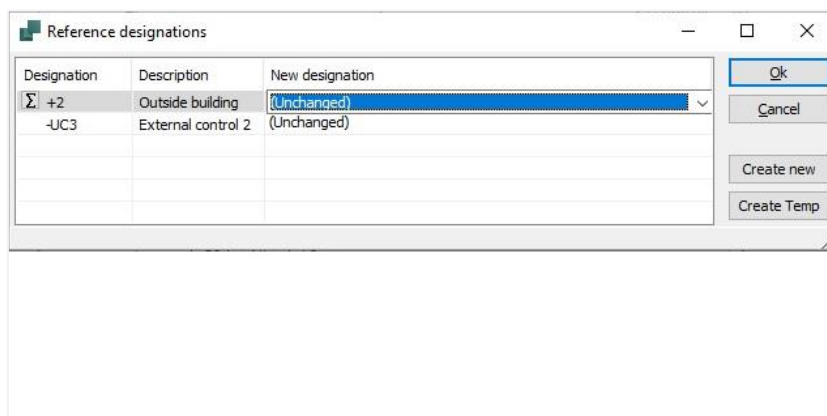 Reference designations
Designation Description New designation Ok
Σ +2 Outside building (Unchanged) Cancel
-UC3 External control 2 (Unchanged)
Create new
Create Temp